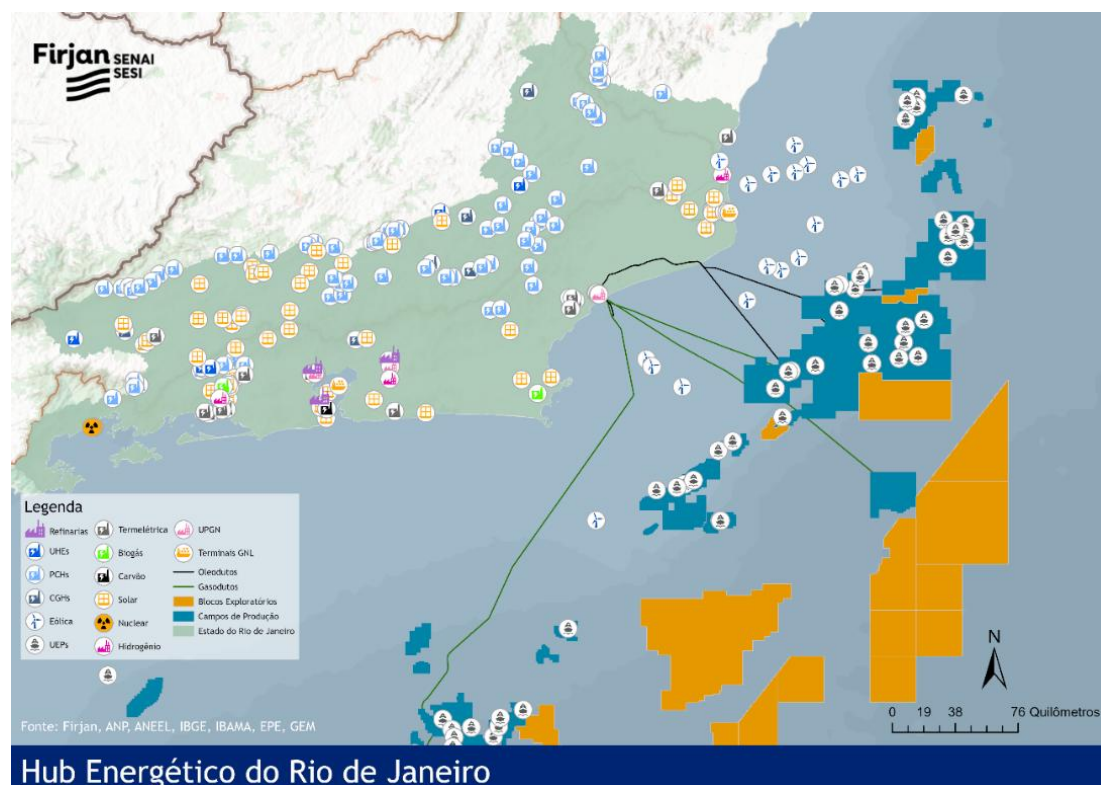 Firjan SENAI
SESI
Legenda
Refinarias
UHEs
PCHs
CGHs
Eólica
UEPs
Termelétrica
Biogás
Carvão
Solar
Nuclear
Hidrogênio
UPGN
Terminais GNL
Oleodutos
Gasodutos
Blocos Exploratórios
Campos de Produção
Estado do Rio de Janeiro
N
0 19 38 76 Quilômetros
Fonte: Firjan, ANP, ANEEL, IBGE, IBAMA, EPE, GEM
Hub Energético do Rio de Janeiro